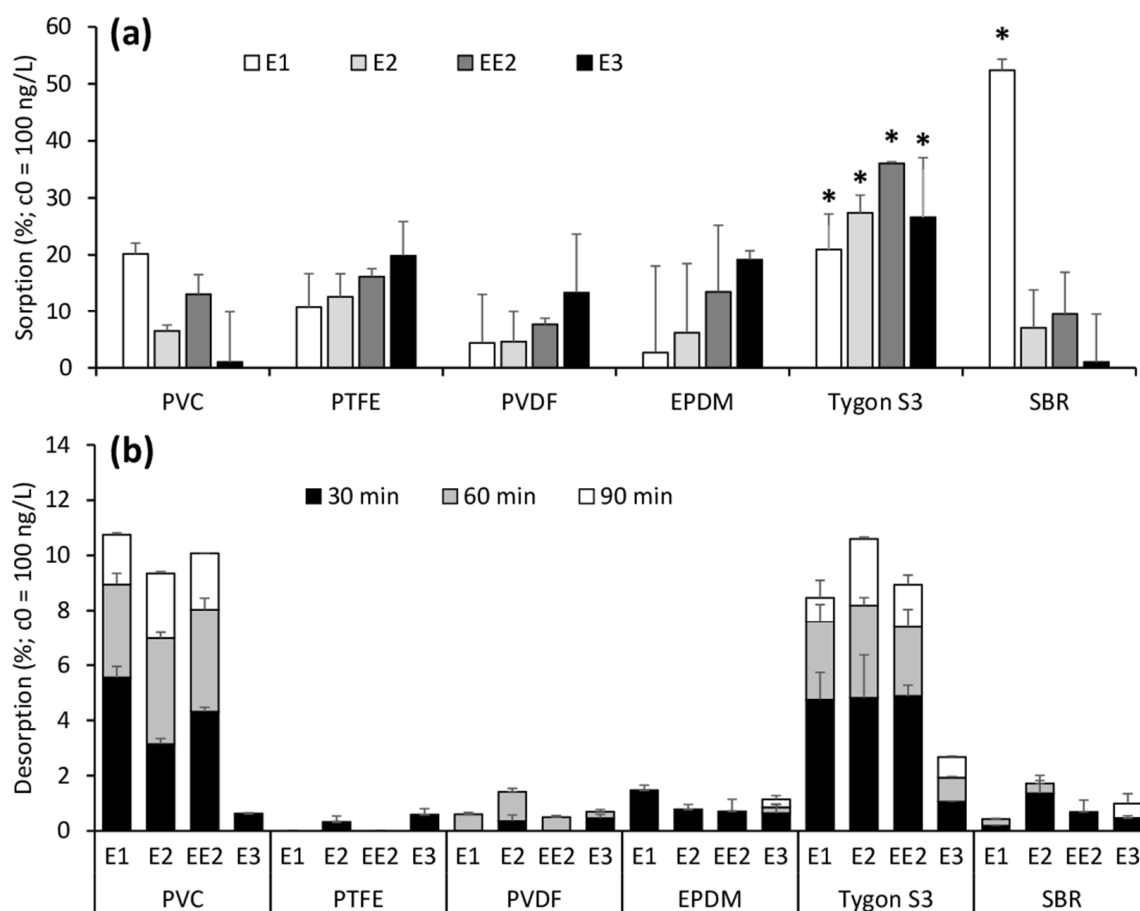 (a)
Sorption (%; c0 = 100 ng/L)
60
50
40
30
20
10
0
E1 E2 EE2 E3
* * * * *
PVC PTFE PVDF EPDM Tygon S3 SBR
(b)
Desorption (%; c0 = 100 ng/L)
14
12
10
8
6
4
2
0
30 min 60 min 90 min
E1 E2 EE2 E3 E1 E2 EE2 E3 E1 E2 EE2 E3 E1 E2 EE2 E3 E1 E2 EE2 E3 E1 E2 EE2 E3
PVC PTFE PVDF EPDM Tygon S3 SBR